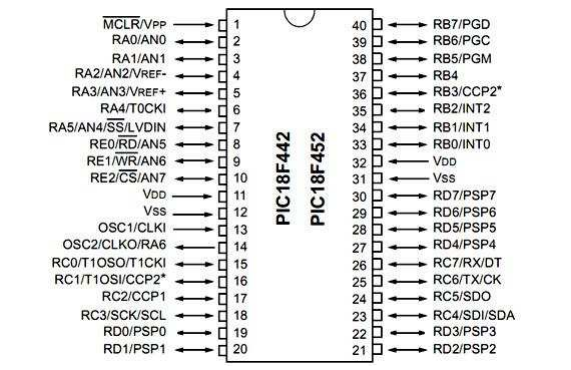 MCLR/VPP 1 40 RB7/PGD
RA0/AN0 2 39 RB6/PGC
RA1/AN1 3 38 RB5/PGM
RA2/AN2/VREF- 4 37 RB4
RA3/AN3/VREF+ 5 36 RB3/CCP2*
RA4/T0CKI 6 35 RB2/INT2
RA5/AN4/SS/LVDIN 7 34 RB1/INT1
RE0/RD/AN5 8 33 RB0/INT0
RE1/WR/AN6 9 32 VDD
RE2/CS/AN7 10 31 VSS
VDD 11 30 RD7/PSP7
VSS 12 29 RD6/PSP6
OSC1/CLKI 13 28 RD5/PSP5
OSC2/CLKO/RA6 14 27 RD4/PSP4
RC0/T1OSO/T1CKI 15 26 RC7/RX/DT
RC1/T1OSI/CCP2* 16 25 RC6/TX/CK
RC2/CCP1 17 24 RC5/SDO
RC3/SCK/SCL 18 23 RC4/SDI/SDA
RD0/PSP0 19 22 RD3/PSP3
RD1/PSP1 20 21 RD2/PSP2
PIC18F442
PIC18F452